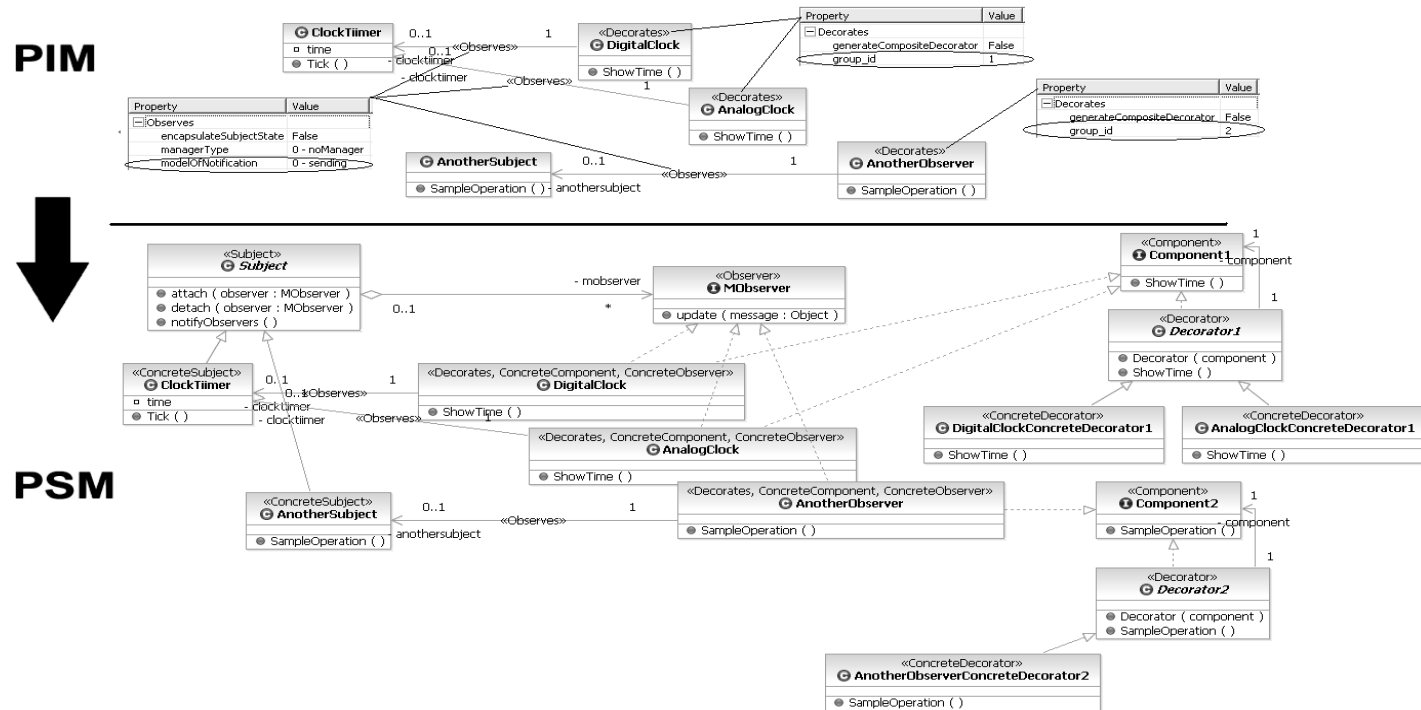 PIM
C ClockTiimer
time
Tick ( )
0..1
1
«Observes»
0..1
- clocktiimer
- clocktiimer
«Observes»
1
«Decorates»
C DigitalClock
ShowTime ( )
«Decorates»
C AnalogClock
ShowTime ( )
Property Value
Decorates
generateCompositeDecorator False
group_id 1
Property Value
Decorates
generateCompositeDecorator False
group_id 2
Property Value
Observes
encapsulateSubjectState False
managerType 0 - noManager
modelOfNotification 0 - sending
C AnotherSubject
SampleOperation ( )
0..1
1
- anothersubject
«Observes»
«Decorates»
C AnotherObserver
SampleOperation ( )
PSM
«Subject»
C Subject
attach ( observer : MObserver )
detach ( observer : MObserver )
notifyObservers ( )
0..1
- mobserver
*
«Observer»
I MObserver
update ( message : Object )
«Component»
I Component1
ShowTime ( )
1
- component
1
«Decorator»
C Decorator1
Decorator ( component )
ShowTime ( )
«ConcreteSubject»
C ClockTiimer
time
Tick ( )
0..1
1
0..1
«Observes»
- clocktiimer
- clocktiimer
«Observes»
1
«Decorates, ConcreteComponent, ConcreteObserver»
C DigitalClock
ShowTime ( )
«Decorates, ConcreteComponent, ConcreteObserver»
C AnalogClock
ShowTime ( )
«ConcreteDecorator»
C DigitalClockConcreteDecorator1
ShowTime ( )
«ConcreteDecorator»
C AnalogClockConcreteDecorator1
ShowTime ( )
«ConcreteSubject»
C AnotherSubject
SampleOperation ( )
0..1
1
- anothersubject
«Observes»
«Decorates, ConcreteComponent, ConcreteObserver»
C AnotherObserver
SampleOperation ( )
«Component»
I Component2
SampleOperation ( )
1
- component
1
«Decorator»
C Decorator2
Decorator ( component )
SampleOperation ( )
«ConcreteDecorator»
C AnotherObserverConcreteDecorator2
SampleOperation ( )